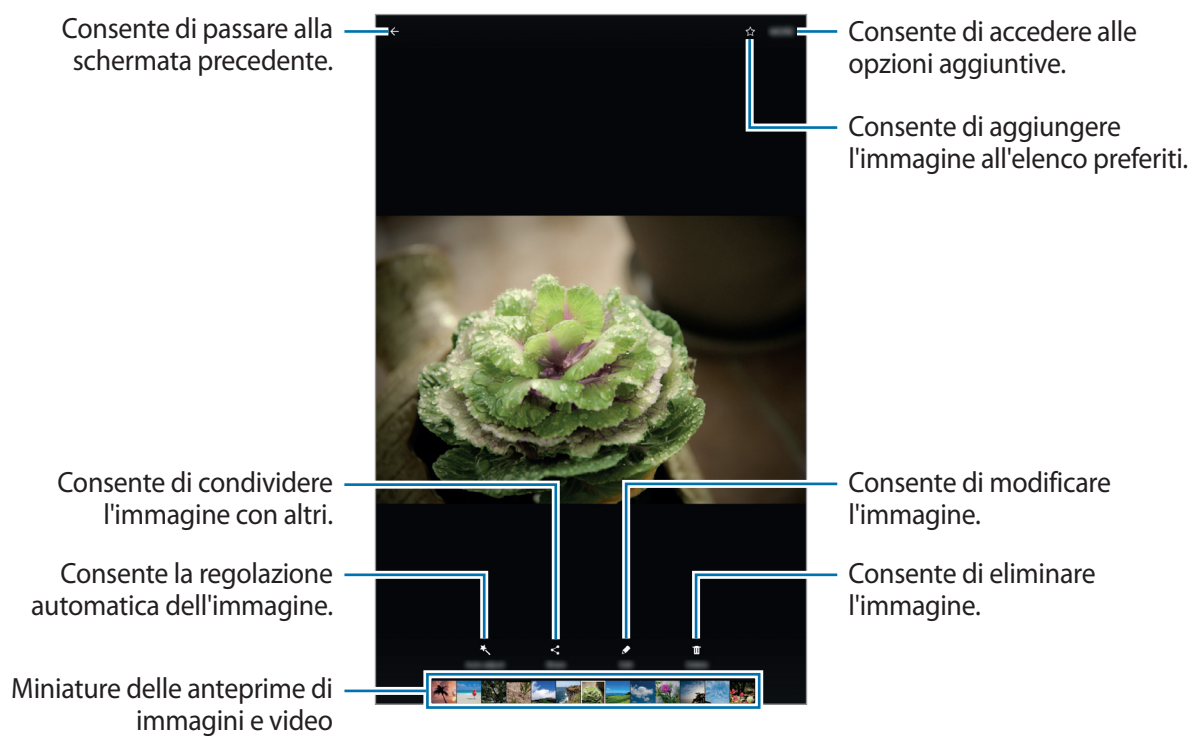 Consente di passare alla
schermata precedente.
Consente di accedere alle
opzioni aggiuntive.
Consente di aggiungere
l'immagine all'elenco preferiti.
Consente di condividere
l'immagine con altri.
Consente di modificare
l'immagine.
Consente la regolazione
automatica dell'immagine.
Consente di eliminare
l'immagine.
Miniature delle anteprime di
immagini e video